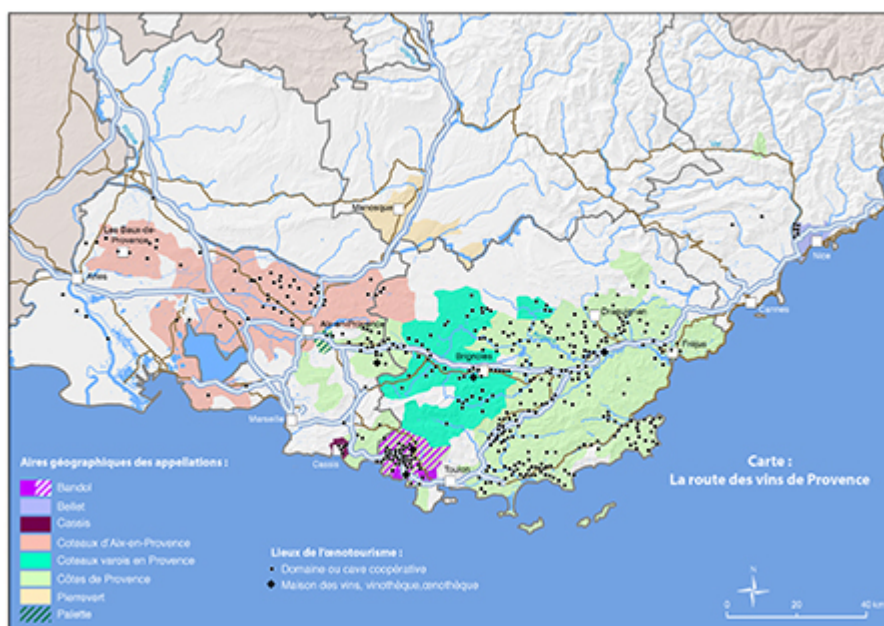 Manosque
Les Baux-de-
Provence
Arles
Nice
Cannes
Draguignan
Aix-en-Provence
Fréjus
Brignoles
Marseille
Cassis
Toulon
Aires géographiques des appellations :
Bandol
Bellet
Cassis
Coteaux d'Aix-en-Provence
Coteaux varois en Provence
Côtes de Provence
Pierrevert
Palette
Lieux de l'œnotourisme :
Domaine ou cave coopérative
Maison des vins, vinothèque,œnothèque
Carte :
La route des vins de Provence
N
0 20 40 km